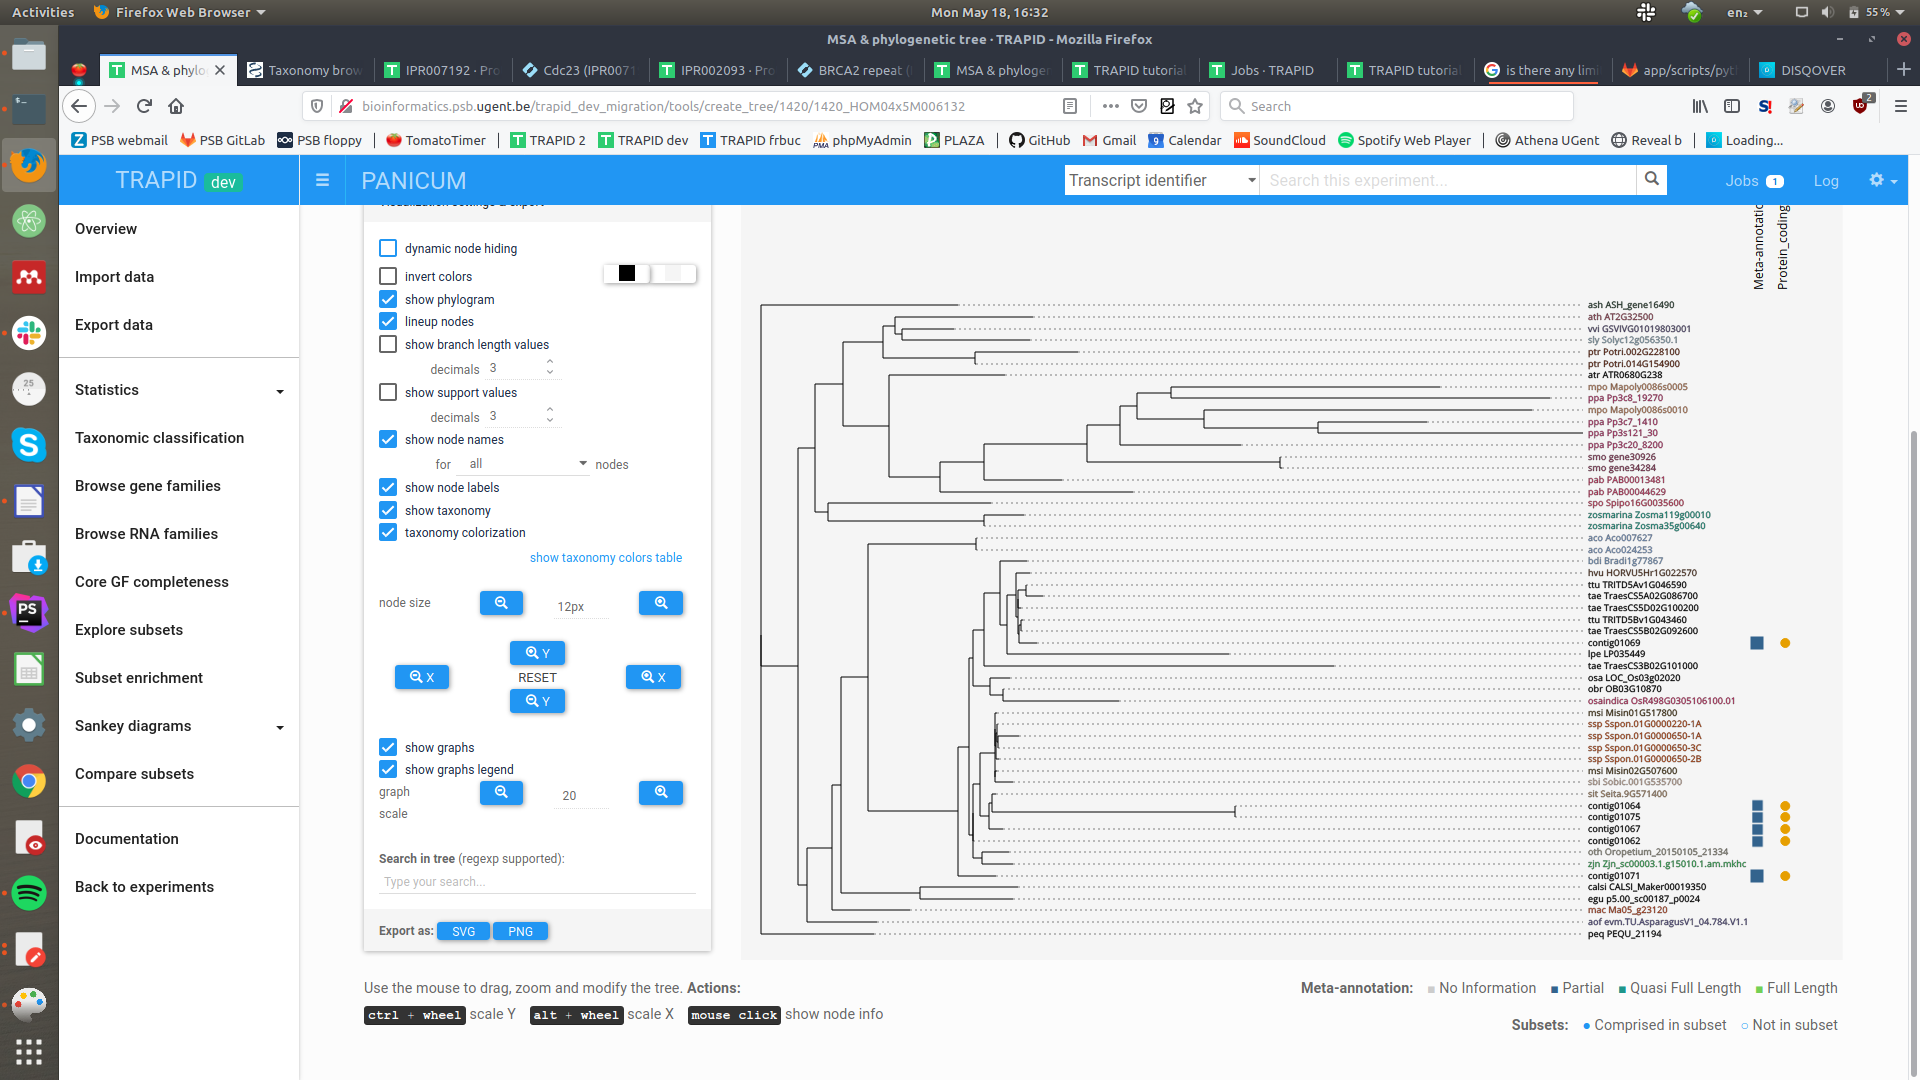 Activities Firefox Web Browser Mon May 18, 16:32 en₂ 55 %
MSA & phylogenetic tree · TRAPID - Mozilla Firefox
MSA & phylo Taxonomy brow IPR007192 · Pro Cdc23 (IPR0071 IPR002093 · Pro BRCA2 repeat ( MSA & phyloger TRAPID tutorial Jobs · TRAPID TRAPID tutorial is there any limi app/scripts/pyt DISQOVER
bioinformatics.psb.ugent.be/trapid_dev_migration/tools/create_tree/1420/1420_HOM04x5M006132 Search 2
PSB webmail PSB GitLab PSB floppy TomatoTimer TRAPID 2 TRAPID dev TRAPID frbuc phpMyAdmin PLAZA GitHub Gmail Calendar SoundCloud Spotify Web Player Athena UGent Reveal b Loading...
TRAPID dev PANICUM Transcript identifier Search this experiment... Jobs 1 Log
Overview
Import data
Export data
Statistics
Taxonomic classification
Browse gene families
Browse RNA families
Core GF completeness
Explore subsets
Subset enrichment
Sankey diagrams
Compare subsets
Documentation
Back to experiments
dynamic node hiding
invert colors
show phylogram
lineup nodes
show branch length values
decimals 3
show support values
decimals 3
show node names
for all nodes
show node labels
show taxonomy
taxonomy colorization
show taxonomy colors table
node size 12px
Y
X RESET X
Y
show graphs
show graphs legend
graph scale 20
Search in tree (regexp supported):
Type your search...
Export as: SVG PNG
Meta-annotatic
Protein_coding
ash ASH_gene16490
ath AT2G32500
vvi GSVIVG01019803001
sly Solyc12g056350.1
ptr Potri.002G228100
ptr Potri.014G154900
atr ATR0680G238
mpo Mapoly0086s0005
ppa Pp3c8_19270
mpo Mapoly0086s0010
ppa Pp3c7_1410
ppa Pp3s121_30
ppa Pp3c20_8200
smo gene30926
smo gene34284
pab PAB00013481
pab PAB00044629
spo Spipo16G0035600
zosmarina Zosma119g00010
zosmarina Zosma35g00640
aco Aco007627
aco Aco024253
bdi Bradi1g77867
hvu HORVU5Hr1G022570
ttu TRITD5Av1G046590
tae TraesCS5A02G086700
tae TraesCS5D02G100200
ttu TRITD5Bv1G043460
tae TraesCS5B02G092600
contig01069
lpe LP035449
tae TraesCS3B02G101000
osa LOC_Os03g02020
obr OB03G10870
osaindica OsR498G0305106100.01
msi Misin01G517800
ssp Sspon.01G0000220-1A
ssp Sspon.01G0000650-1A
ssp Sspon.01G0000650-3C
ssp Sspon.01G0000650-2B
msi Misin02G507600
sbi Sobic.001G535700
sit Seita.9G571400
contig01064
contig01075
contig01067
contig01062
oth Oropetium_20150105_21334
zjn Zjn_sc00003.1.g15010.1.am.mkhc
contig01071
calsi CALSI_Maker00019350
egu p5.00_sc00187_p0024
mac Ma05_g23120
aof evm.TU.AsparagusV1_04.784.V1.1
peq PEQU_21194
Use the mouse to drag, zoom and modify the tree. Actions:
ctrl + wheel scale Y alt + wheel scale X mouse click show node info
Meta-annotation: No Information Partial Quasi Full Length Full Length
Subsets: Comprised in subset Not in subset